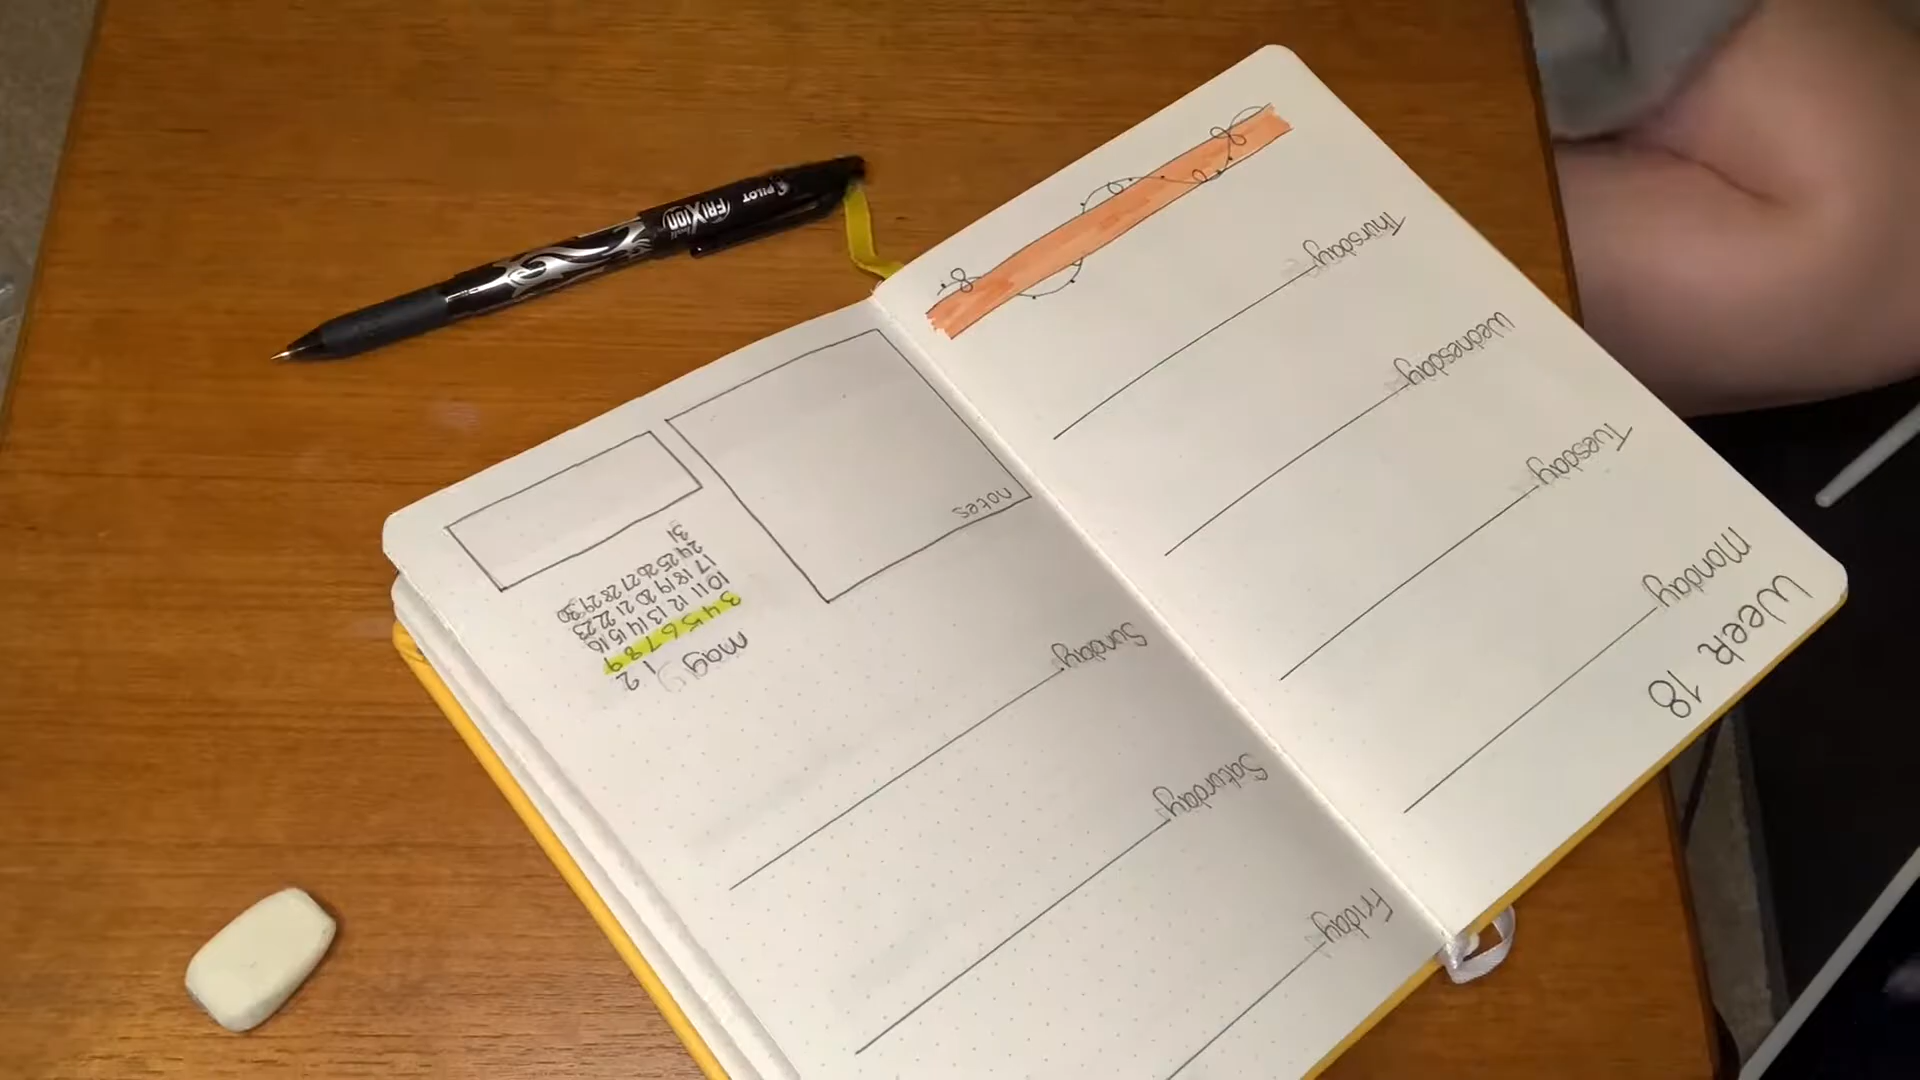 Week 18
Monday
Tuesday
Wednesday
Thursday
Friday
Saturday
Sunday
notes
may
1 2
3 4 5 6 7 8 9
10 11 12 13 14 15 16
17 18 19 20 21 22 23
24 25 26 27 28 29 30
31
PILOT
FRIXION